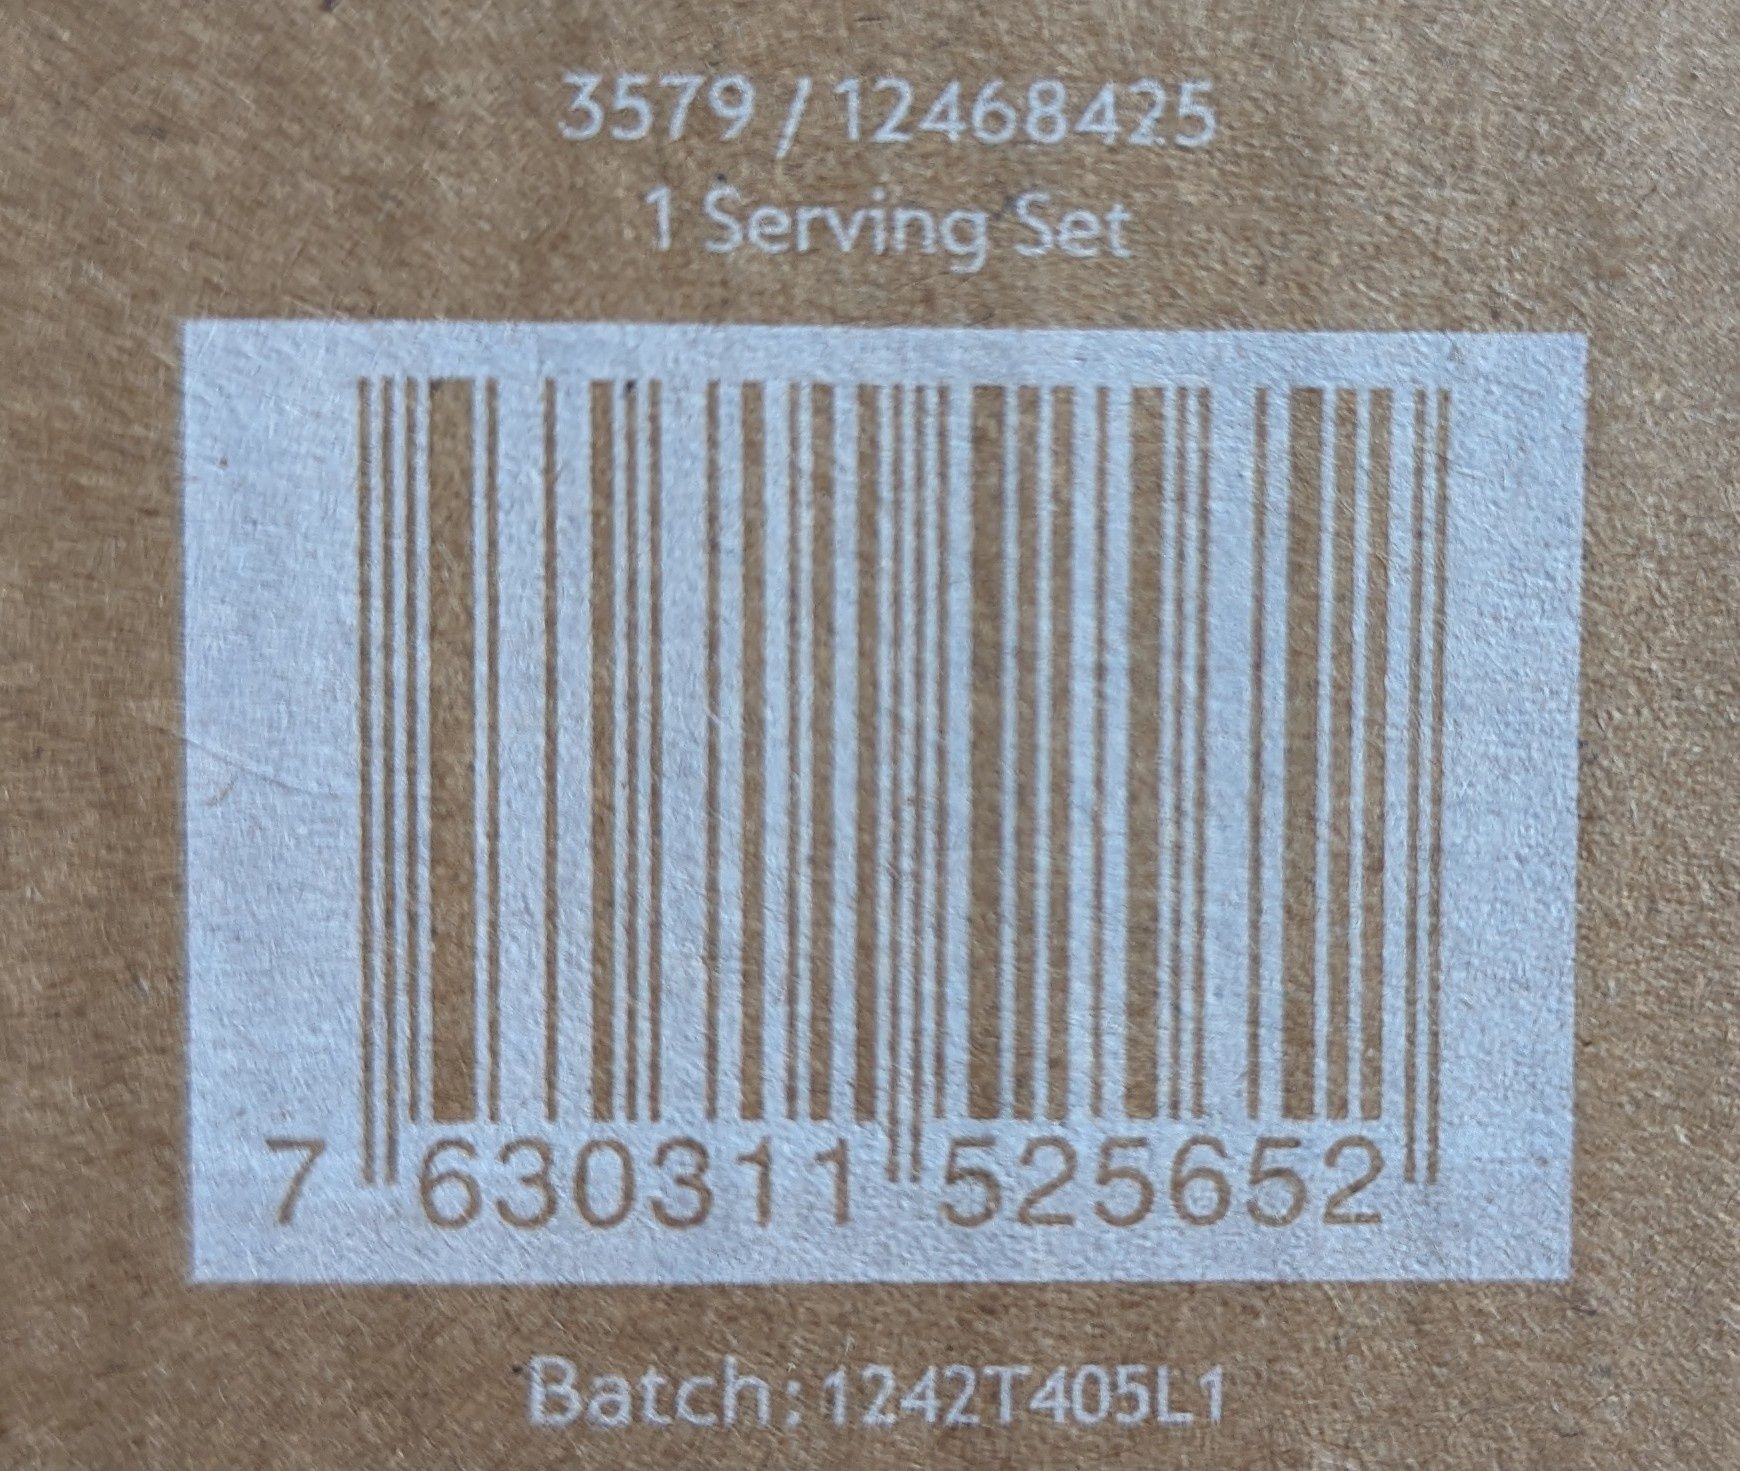 3579 / 12468425
1 Serving Set
7 630311 525652
Batch: 1242T405L1